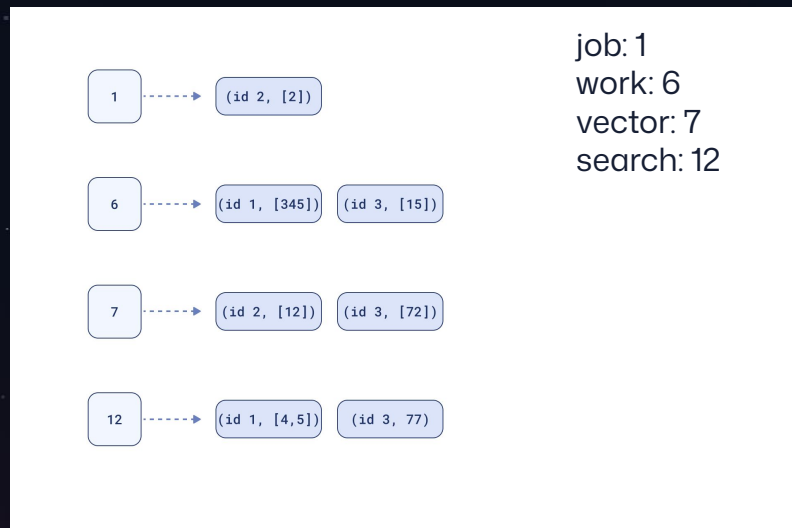 job: 1
work: 6
vector: 7
search: 12
1 (id 2, [2])
6 (id 1, [345]) (id 3, [15])
7 (id 2, [12]) (id 3, [72])
12 (id 1, [4,5]) (id 3, 77)